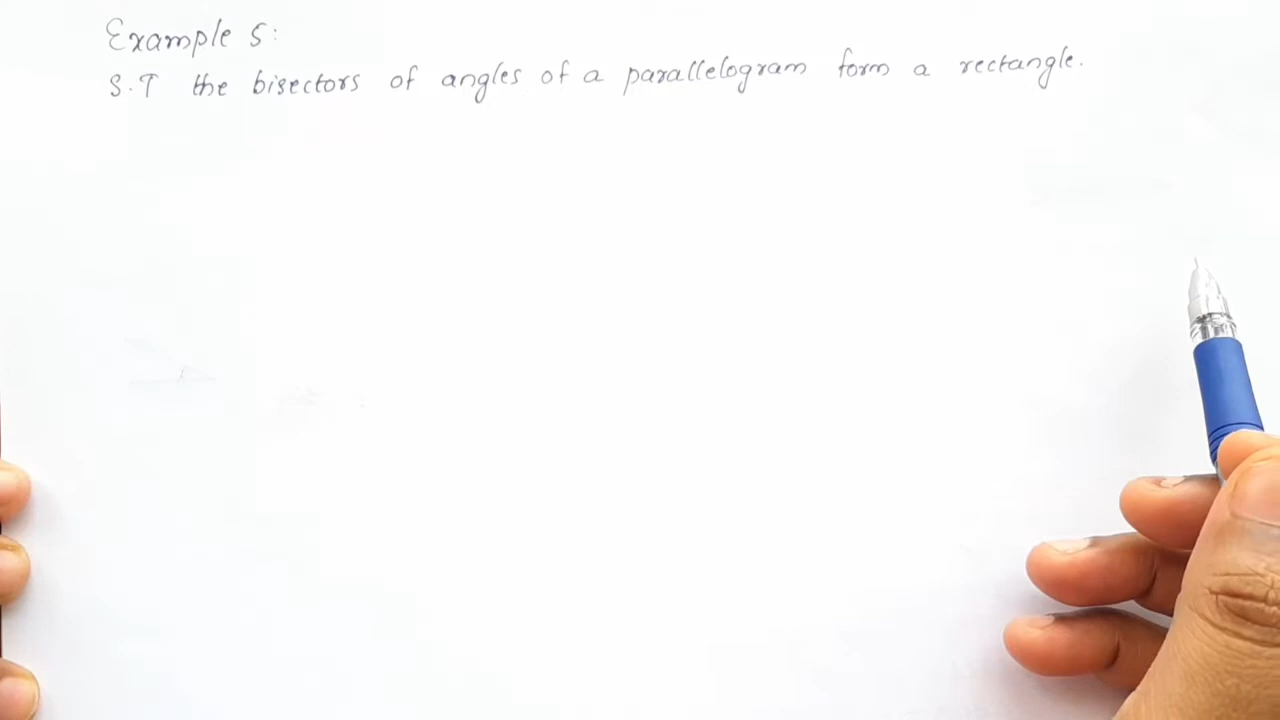 Example 5:
S.T the bisectors of angles of a parallelogram form a rectangle.